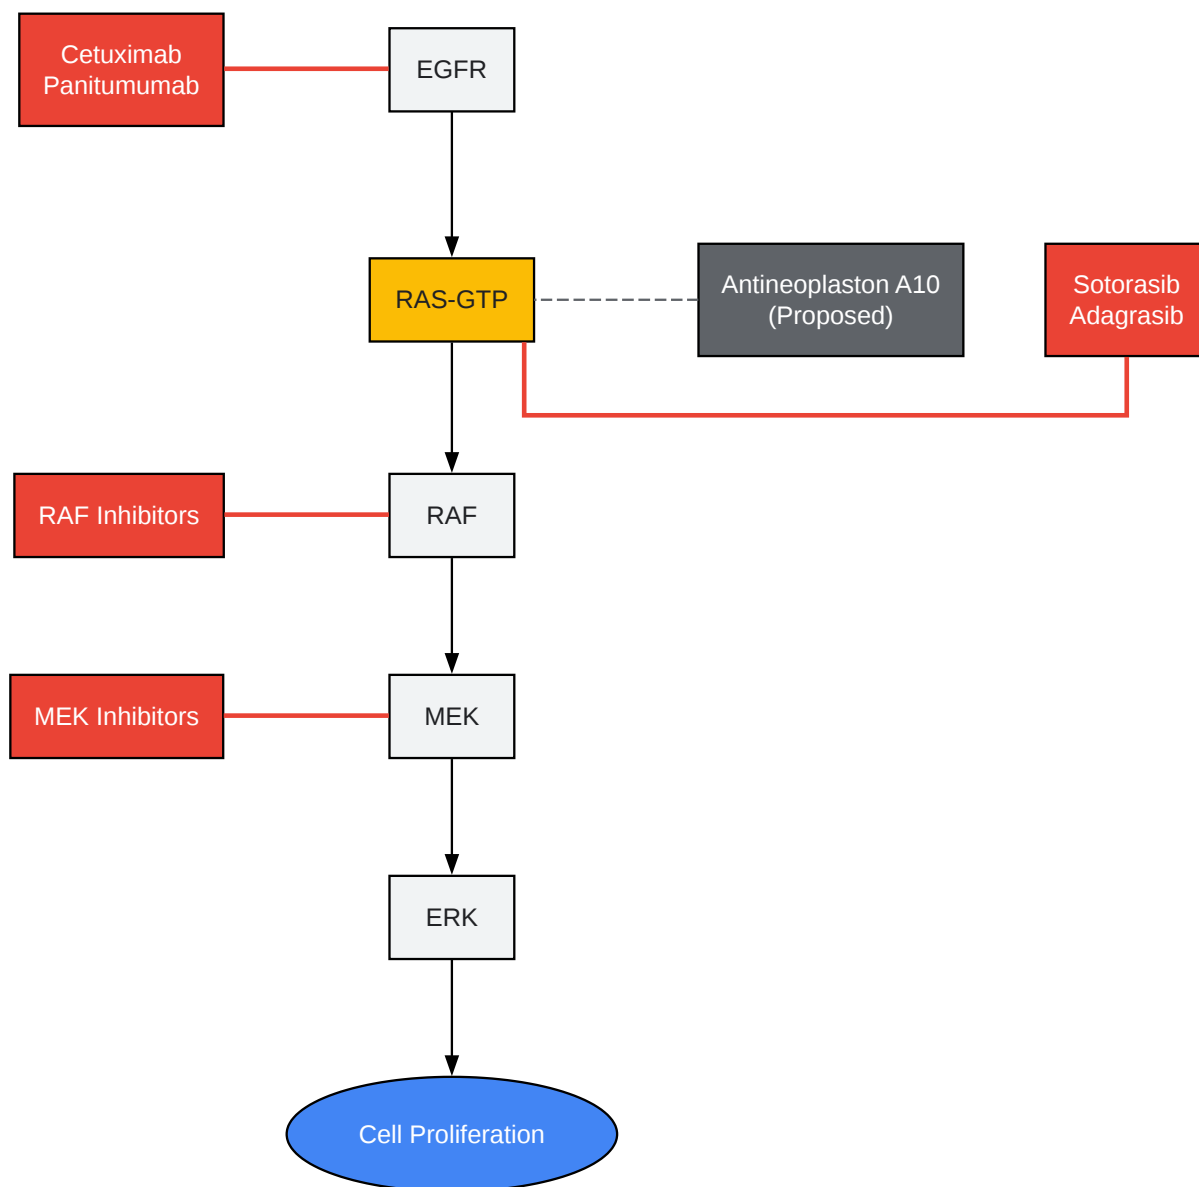 Cetuximab
Panitumumab
EGFR
RAS-GTP
Antineoplaston A10
(Proposed)
Sotorasib
Adagrasib
RAF Inhibitors
RAF
MEK Inhibitors
MEK
ERK
Cell Proliferation